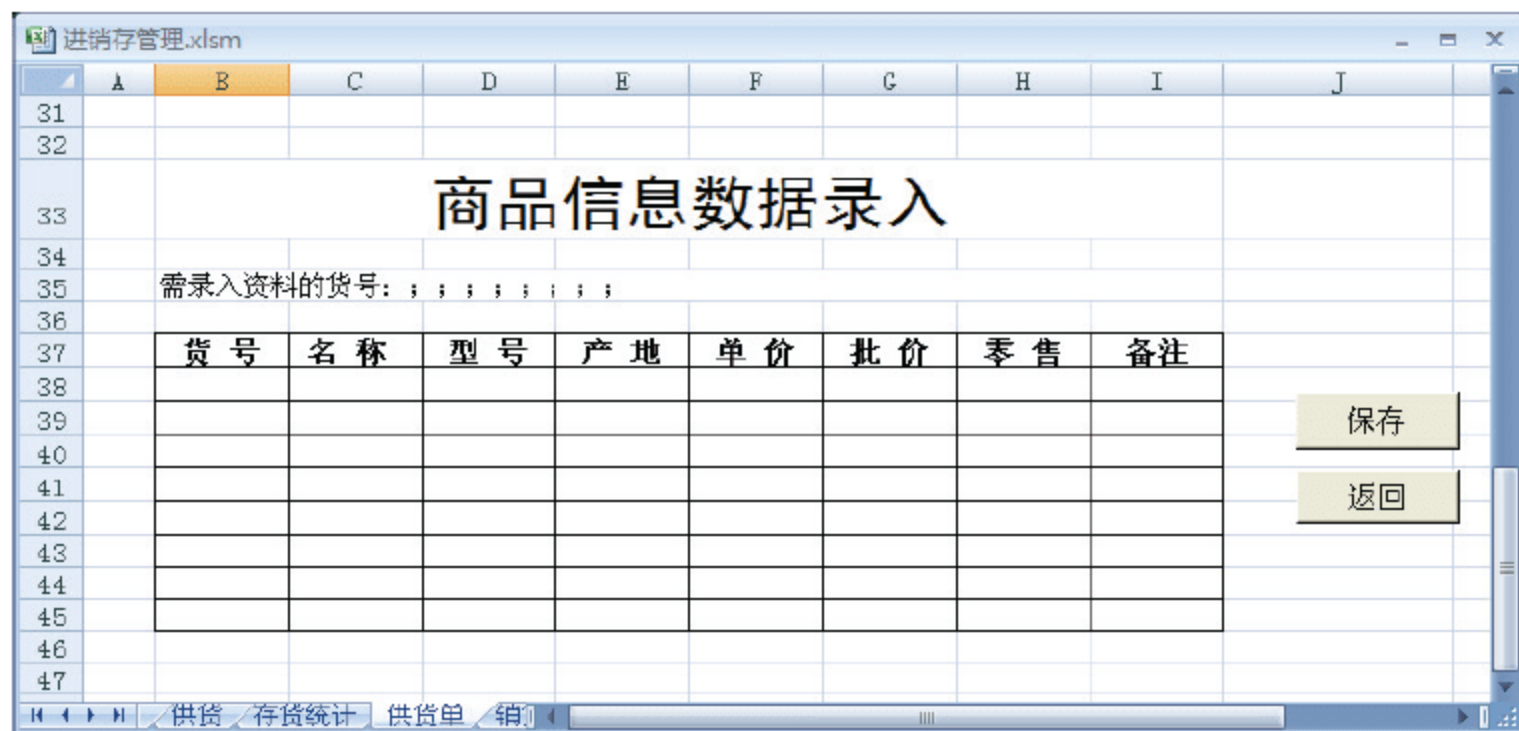 进销存管理.xlsm
A B C D E F G H I J
31
32
33 商品信息数据录入
34
35 需录入资料的货号：；；；；；；；；
36
37 货 号 名 称 型 号 产 地 单 价 批 价 零 售 备注
38
39 保存
40
41
42 返回
43
44
45
46
47
供货 存货统计 供货单